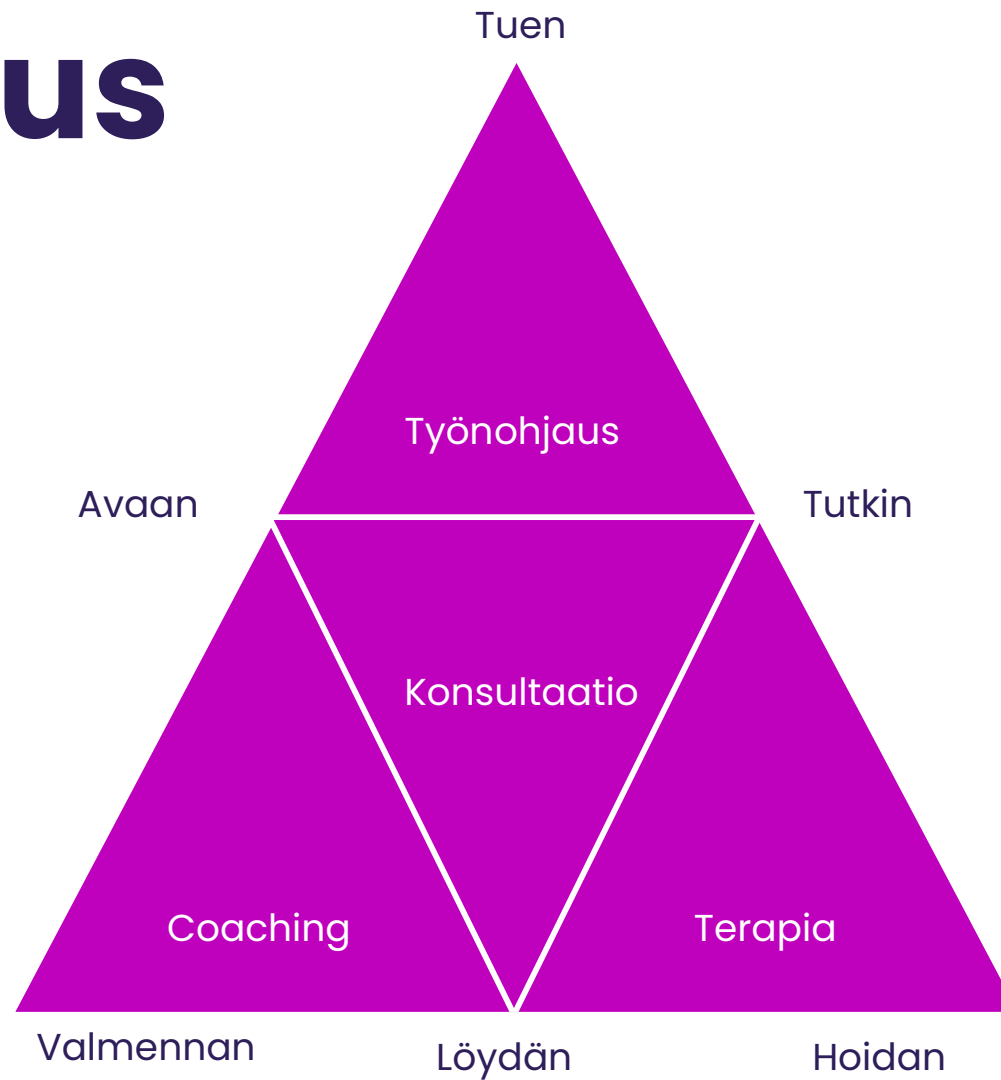 Tuen
us
Työnohjaus
Avaan
Tutkin
Konsultaatio
Coaching
Terapia
Valmennan
Löydän
Hoidan